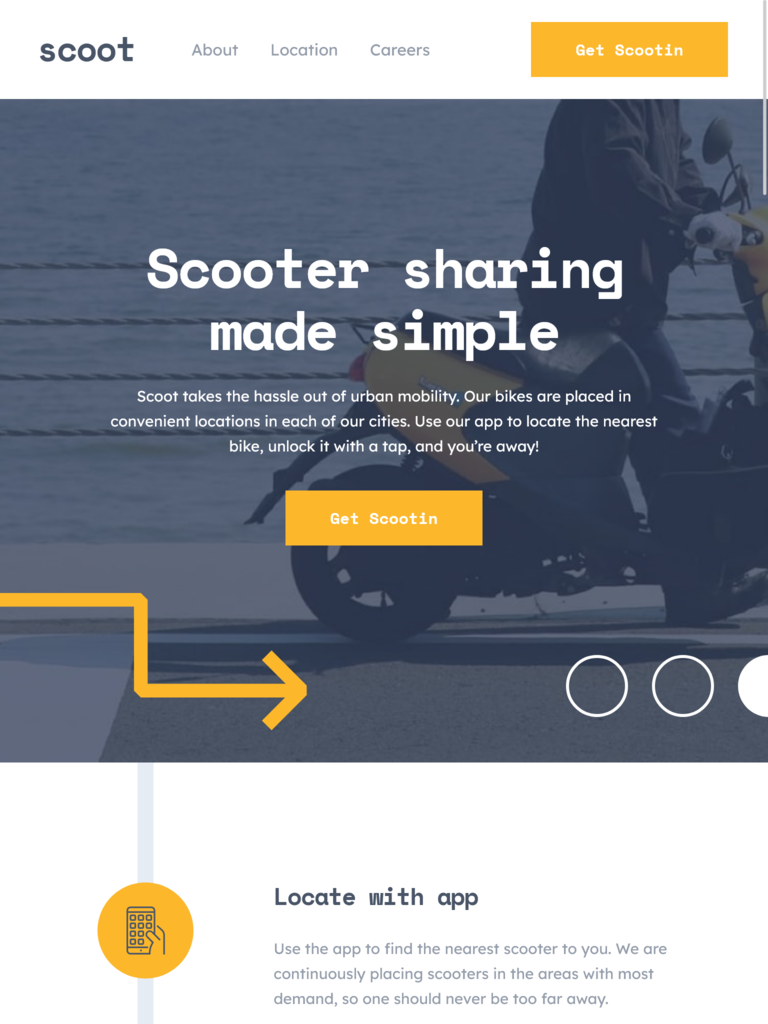 scoot
About
Location
Careers
Get Scootin
Scooter sharing
made simple
Scoot takes the hassle out of urban mobility. Our bikes are placed in
convenient locations in each of our cities. Use our app to locate the nearest
bike, unlock it with a tap, and you’re away!
Get Scootin
Locate with app
Use the app to find the nearest scooter to you. We are
continuously placing scooters in the areas with most
demand, so one should never be too far away.